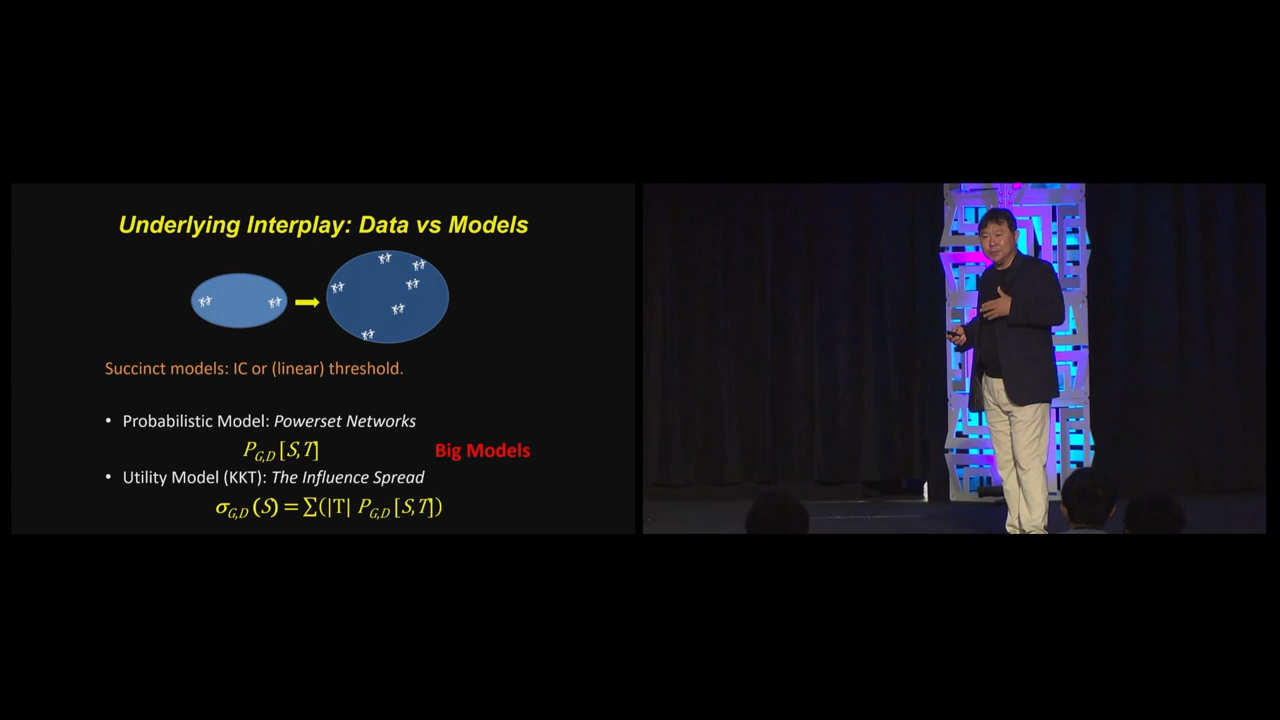 Underlying Interplay: Data vs Models
Succinct models: IC or (linear) threshold.
• Probabilistic Model: Powerset Networks
P_{G,D}[S,T]
Big Models
• Utility Model (KKT): The Influence Spread
σ_{G,D}(S) = ∑(|T| P_{G,D}[S,T])